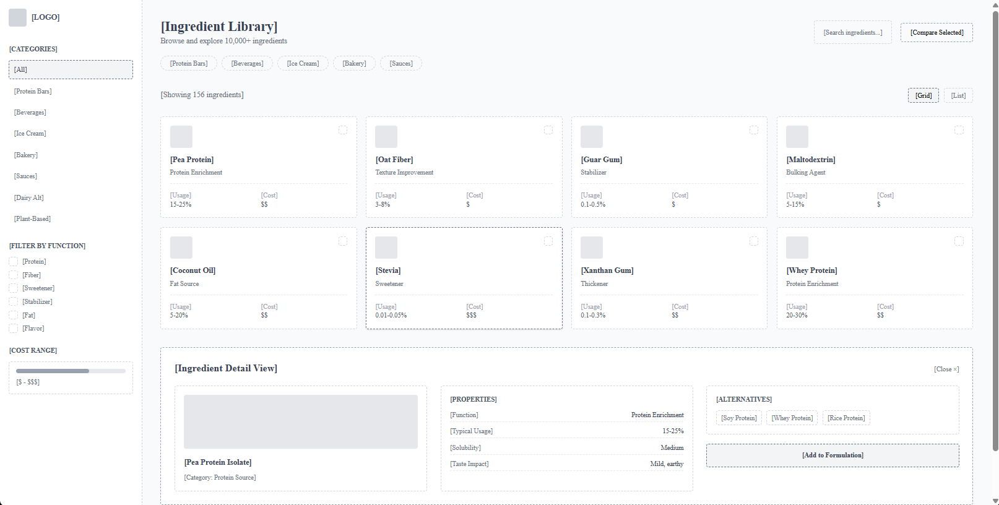 [LOGO]
[CATEGORIES]
[All]
[Protein Bars]
[Beverages]
[Ice Cream]
[Bakery]
[Sauces]
[Dairy Alt]
[Plant-Based]
[FILTER BY FUNCTION]
[Protein]
[Fiber]
[Sweetener]
[Stabilizer]
[Fat]
[Flavor]
[COST RANGE]
[$ - $$$]
[Ingredient Library]
Browse and explore 10,000+ ingredients
[Search ingredients...]
[Compare Selected]
[Protein Bars] [Beverages] [Ice Cream] [Bakery] [Sauces]
[Showing 156 ingredients]
[Grid] [List]
[Pea Protein]
Protein Enrichment
[Usage] [Cost]
15-25% $$
[Oat Fiber]
Texture Improvement
[Usage] [Cost]
3-8% $
[Guar Gum]
Stabilizer
[Usage] [Cost]
0.1-0.5% $
[Maltodextrin]
Bulking Agent
[Usage] [Cost]
5-15% $
[Coconut Oil]
Fat Source
[Usage] [Cost]
5-20% $$
[Stevia]
Sweetener
[Usage] [Cost]
0.01-0.05% $$$
[Xanthan Gum]
Thickener
[Usage] [Cost]
0.1-0.3% $$
[Whey Protein]
Protein Enrichment
[Usage] [Cost]
20-30% $$
[Ingredient Detail View]
[Close ×]
[Pea Protein Isolate]
[Category: Protein Source]
[PROPERTIES]
[Function] Protein Enrichment
[Typical Usage] 15-25%
[Solubility] Medium
[Taste Impact] Mild, earthy
[ALTERNATIVES]
[Soy Protein] [Whey Protein] [Rice Protein]
[Add to Formulation]